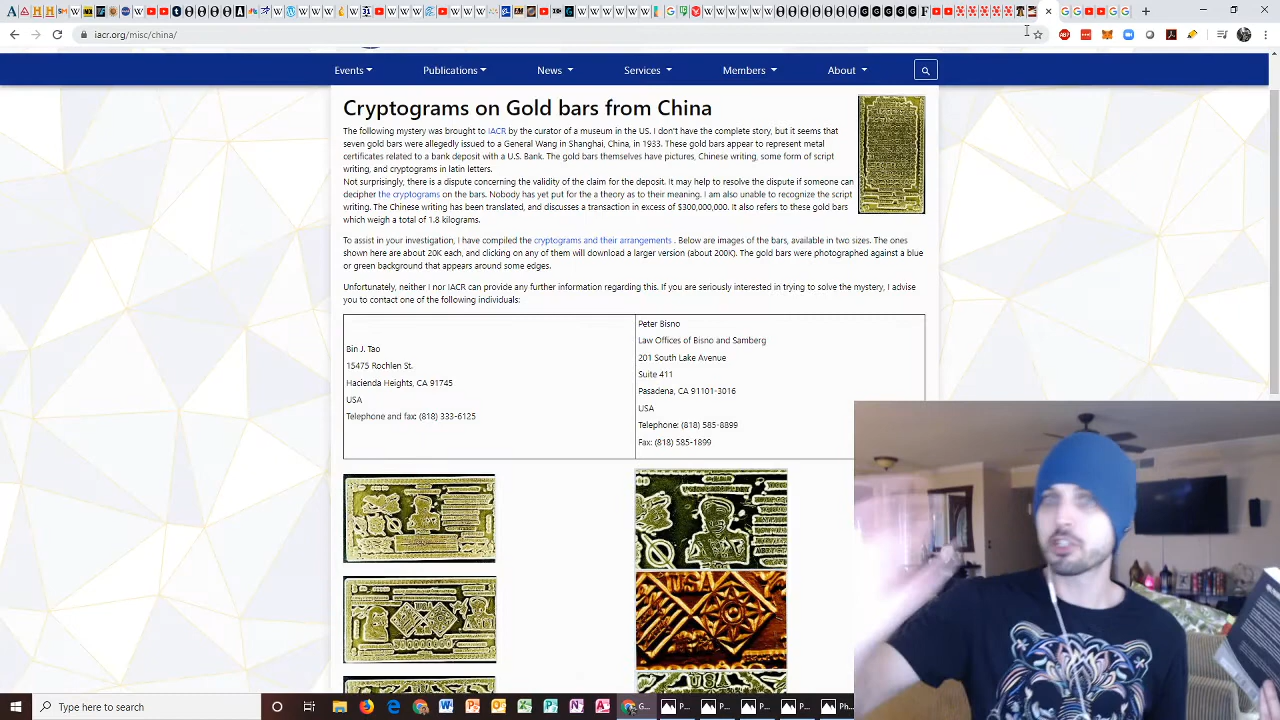 iacr.org/misc/china/
Events
Publications
News
Services
Members
About
Cryptograms on Gold bars from China
The following mystery was brought to IACR by the curator of a museum in the US. I don't have the complete story, but it seems that
seven gold bars were allegedly issued to a General Wang in Shanghai, China, in 1933. These gold bars appear to represent metal
certificates related to a bank deposit with a U.S. Bank. The gold bars themselves have pictures, Chinese writing, some form of script
writing, and cryptograms in latin letters.
Not surprisingly, there is a dispute concerning the validity of the claim for the deposit. It may help to resolve the dispute if someone can
decipher the cryptograms on the bars. Nobody has yet put for the a theory as to their meaning. I am also unable to recognize the script
writing. The Chinese writing has been translated, and discusses a transaction in excess of $300,000,000. It also refers to these gold bars
which weigh a total of 1.8 kilograms.
To assist in your investigation, I have compiled the cryptograms and their arrangements . Below are images of the bars, available in two sizes. The ones
shown here are about 20K each, and clicking on any of them will download a larger version (about 200K). The gold bars were photographed against a blue
or green background that appears around some edges.
Unfortunately, neither I nor IACR can provide any further information regarding this. If you are seriously interested in trying to solve the mystery, I advise
you to contact one of the following individuals:
Bin J. Tao
15475 Rochlen St.
Hacienda Heights, CA 91745
USA
Telephone and fax: (818) 333-6125
Peter Bisno
Law Offices of Bisno and Samberg
201 South Lake Avenue
Suite 411
Pasadena, CA 91101-3016
USA
Telephone: (818) 585-8899
Fax: (818) 585-1899
Type here to search
G...
P...
P...
P...
P...
Ph...